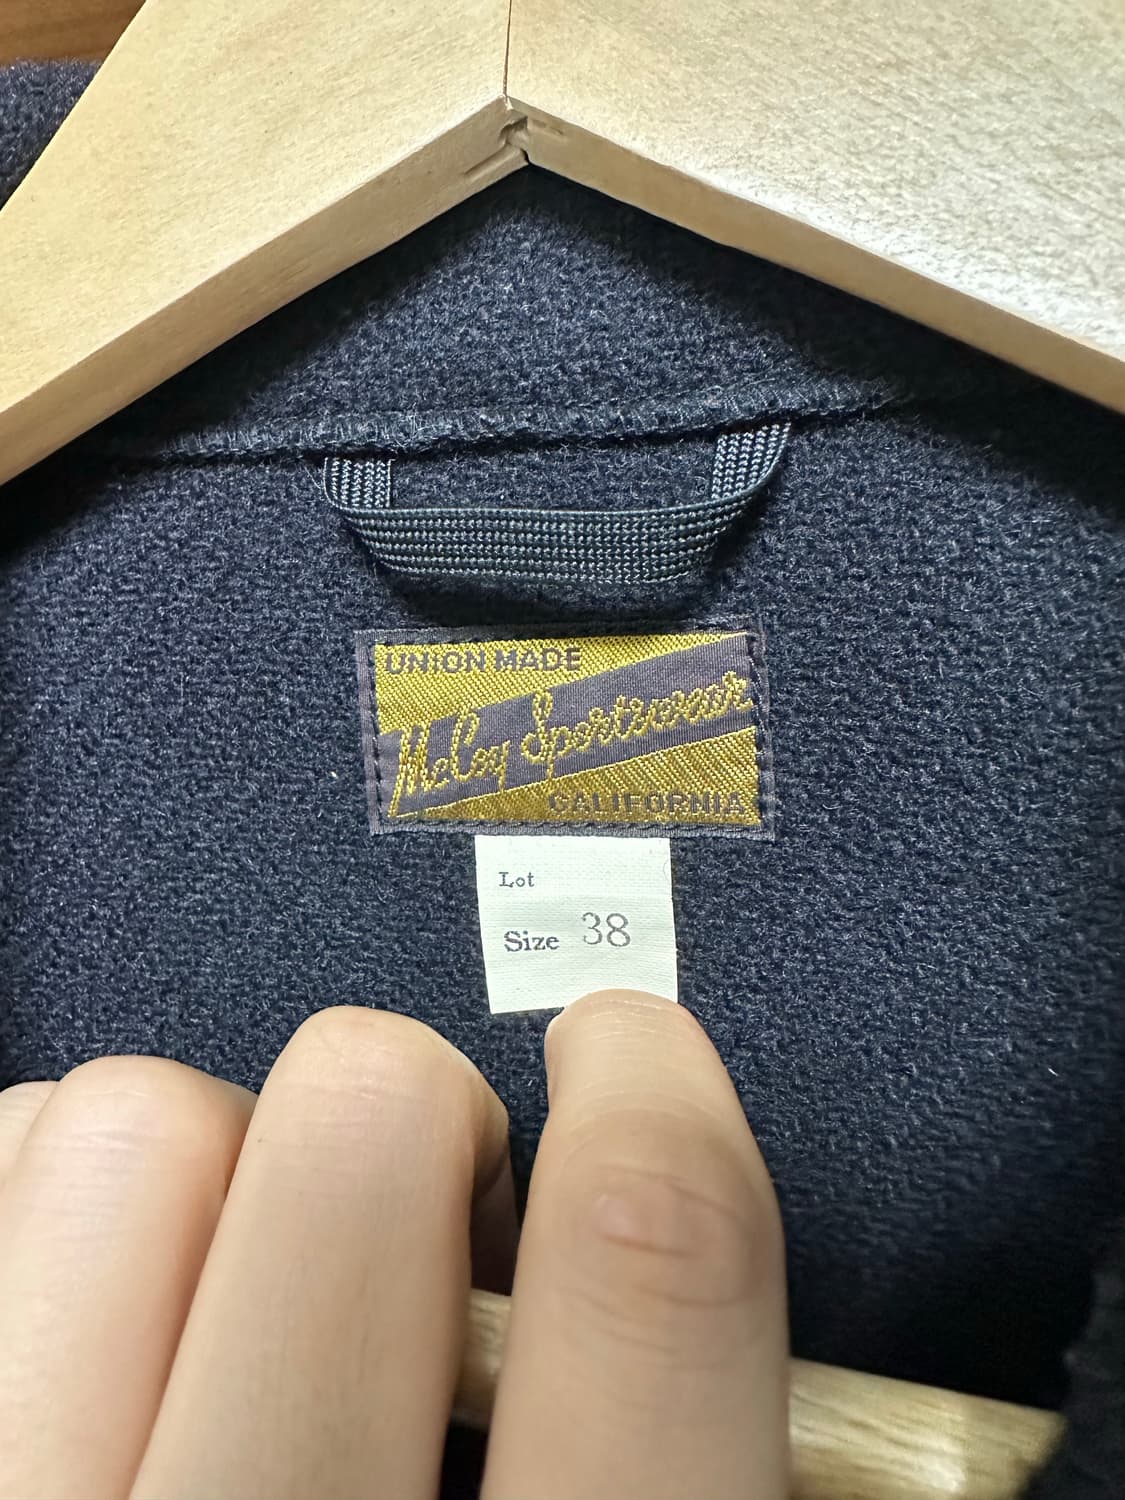 UNION MADE
McCoy Sportswear
CALIFORNIA
Lot
Size 38